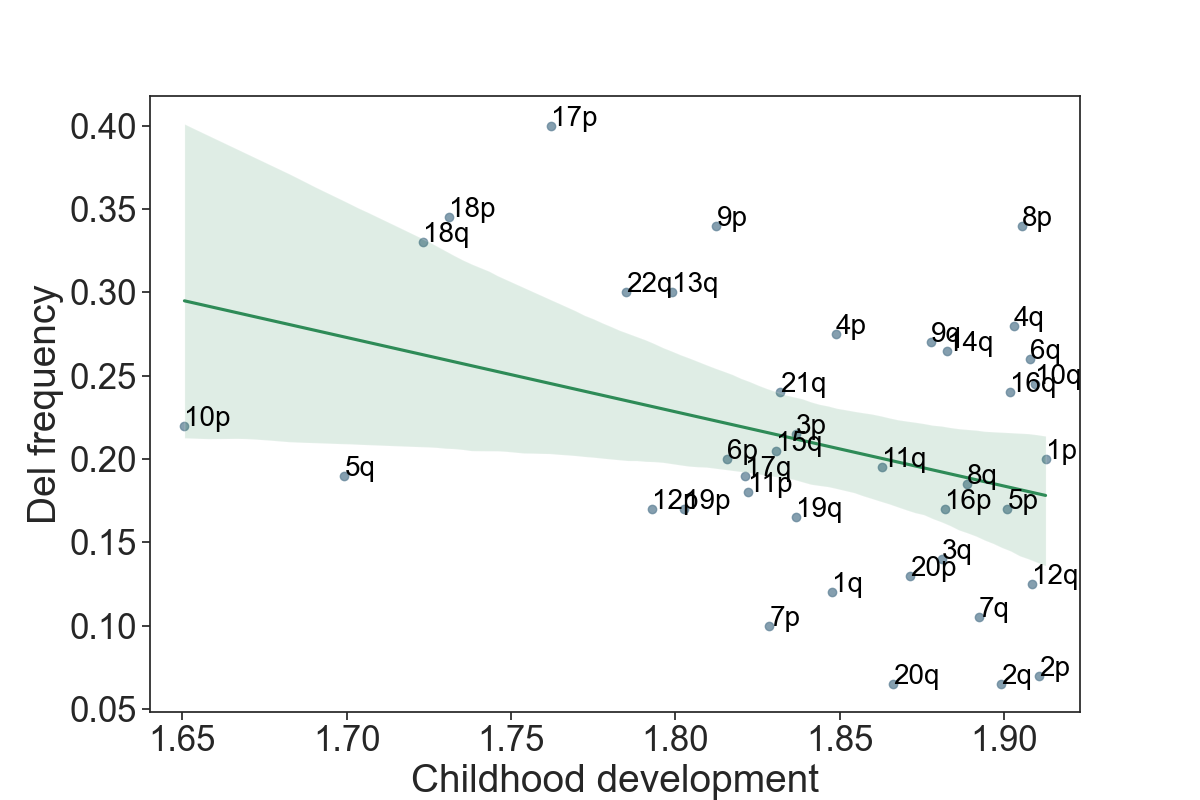 0.40
0.35
0.30
0.25
0.20
0.15
0.10
0.05
Del frequency
17p
18p
18q
9p
8p
22q
13q
4p
9q
14q
4q
6q
10q
16q
21q
10p
3p
15q
6p
17q
11p
11q
8q
1p
5q
12p
19p
19q
16p
5p
3q
20p
12q
1q
7p
7q
20q
2q
2p
1.65
1.70
1.75
1.80
1.85
1.90
Childhood development